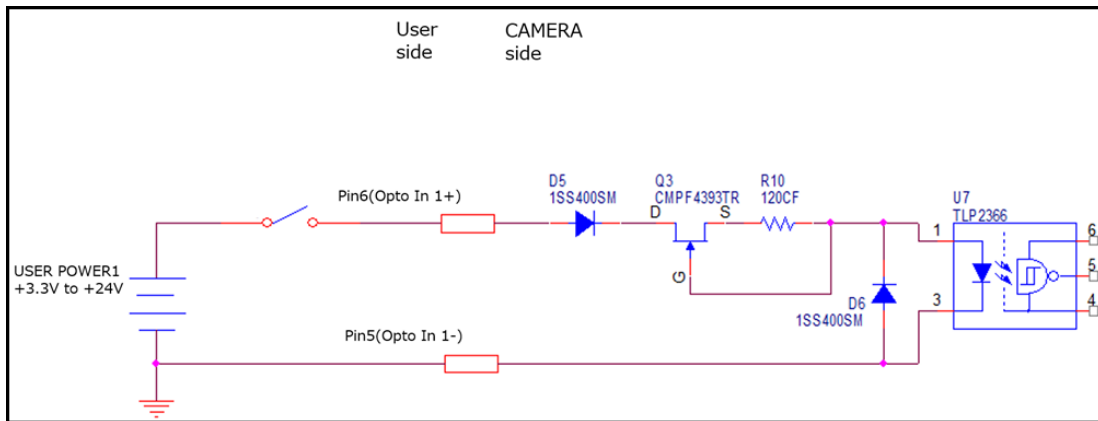 User
side
CAMERA
side
D5
1SS400SM
Q3
CMPF4393TR
R10
120CF
Pin6(Opto In 1+)
D
S
G
U7
TLP2366
1
6
5
3
4
USER POWER1
+3.3V to +24V
D6
1SS400SM
Pin5(Opto In 1-)